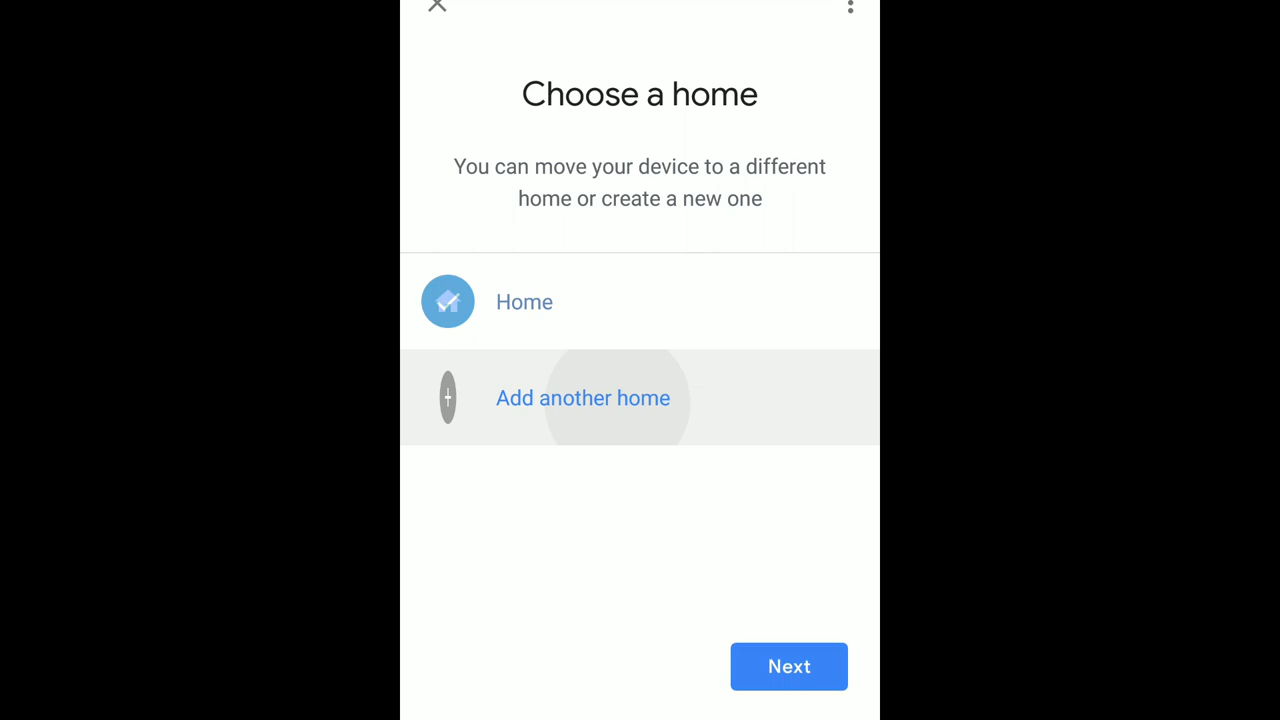 Choose a home
You can move your device to a different
home or create a new one
Home
Add another home
Next